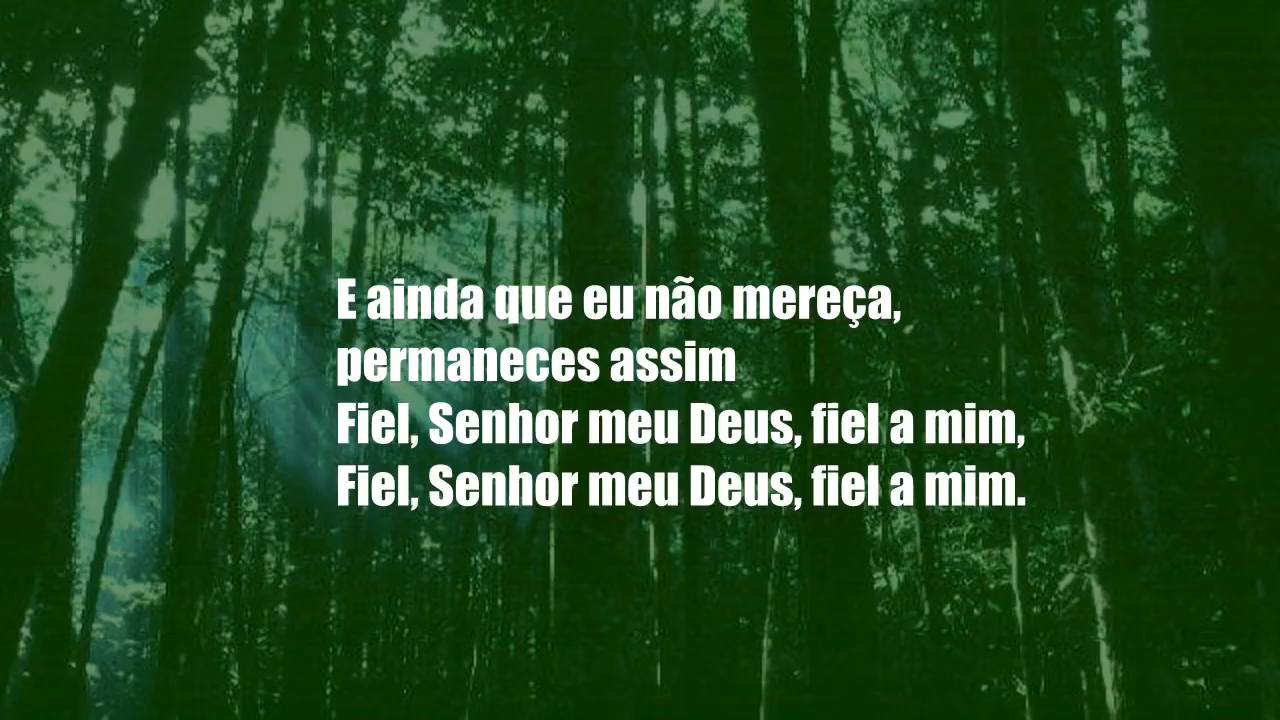 E ainda que eu não mereça,
permaneces assim
Fiel, Senhor meu Deus, fiel a mim,
Fiel, Senhor meu Deus, fiel a mim.